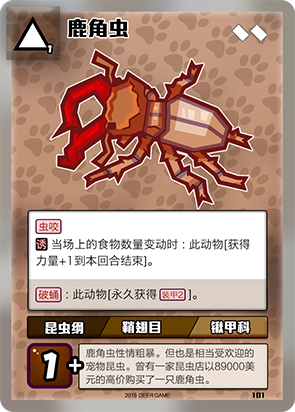 鹿角虫
1
虫咬
诱 当场上的食物数量变动时：此动物[获得
力量+1到本回合结束]。
破蛹：此动物[永久获得 装甲2 ]。
昆虫纲 鞘翅目 锹甲科
1+
鹿角虫性情粗暴。但也是相当受欢迎的
宠物昆虫。曾有一家昆虫店以89000美
元的高价购买了一只鹿角虫。
2015 DEER GAME
101